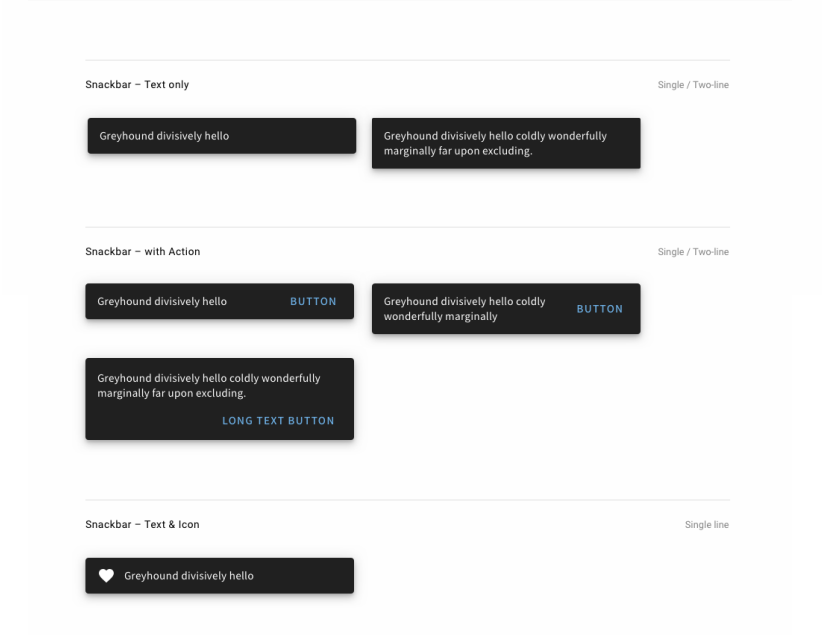 Snackbar – Text only
Single / Two-line
Greyhound divisively hello
Greyhound divisively hello coldly wonderfully
marginally far upon excluding.
Snackbar – with Action
Single / Two-line
Greyhound divisively hello
BUTTON
Greyhound divisively hello coldly
wonderfully marginally
BUTTON
Greyhound divisively hello coldly wonderfully
marginally far upon excluding.
LONG TEXT BUTTON
Snackbar – Text & Icon
Single line
Greyhound divisively hello